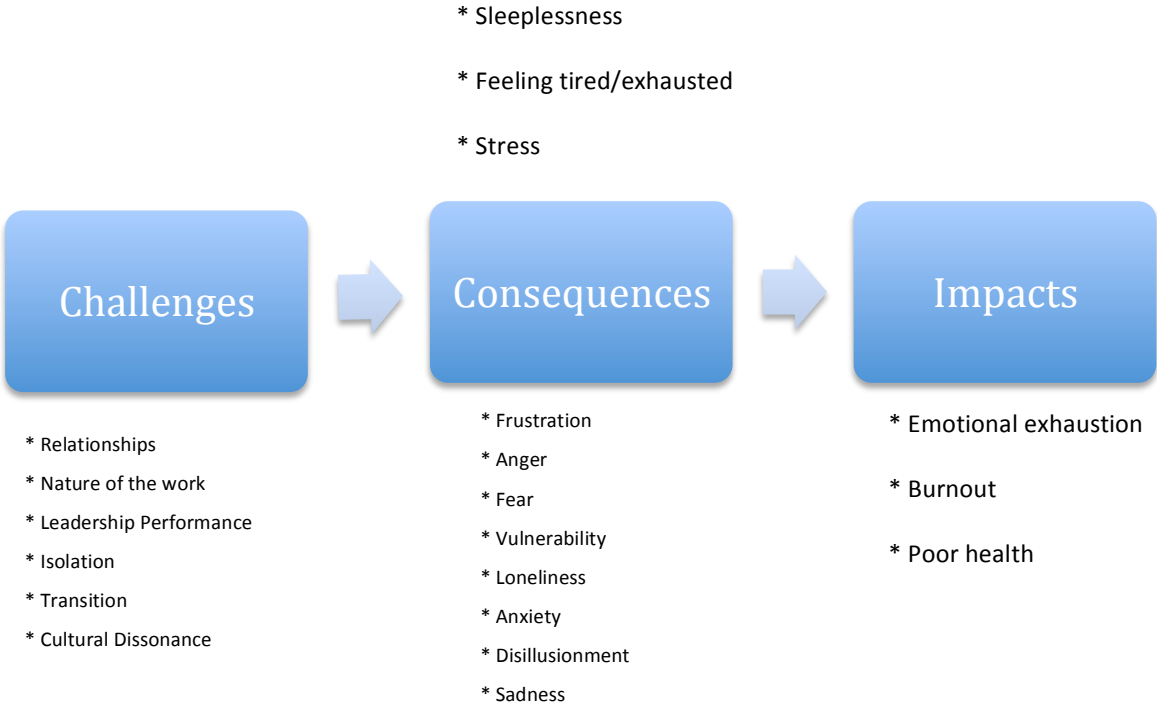 * Sleeplessness
* Feeling tired/exhausted
* Stress
Challenges
Consequences
Impacts
* Relationships
* Nature of the work
* Leadership Performance
* Isolation
* Transition
* Cultural Dissonance
* Frustration
* Anger
* Fear
* Vulnerability
* Loneliness
* Anxiety
* Disillusionment
* Sadness
* Emotional exhaustion
* Burnout
* Poor health